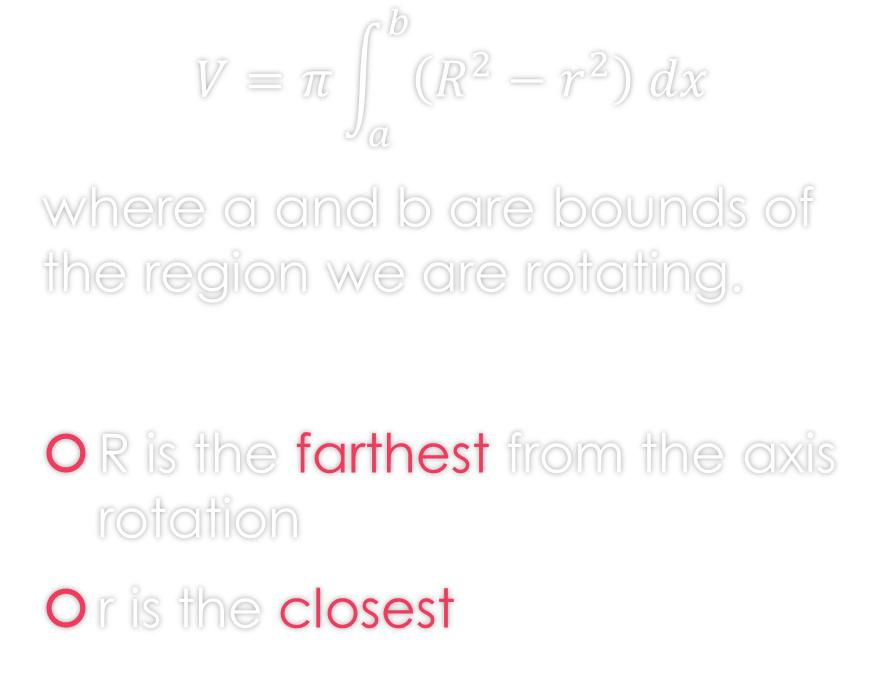 V = π ∫ₐᵇ (R² − r²) dx
where a and b are bounds of
the region we are rotating.
R is the farthest from the axis
rotation
r is the closest